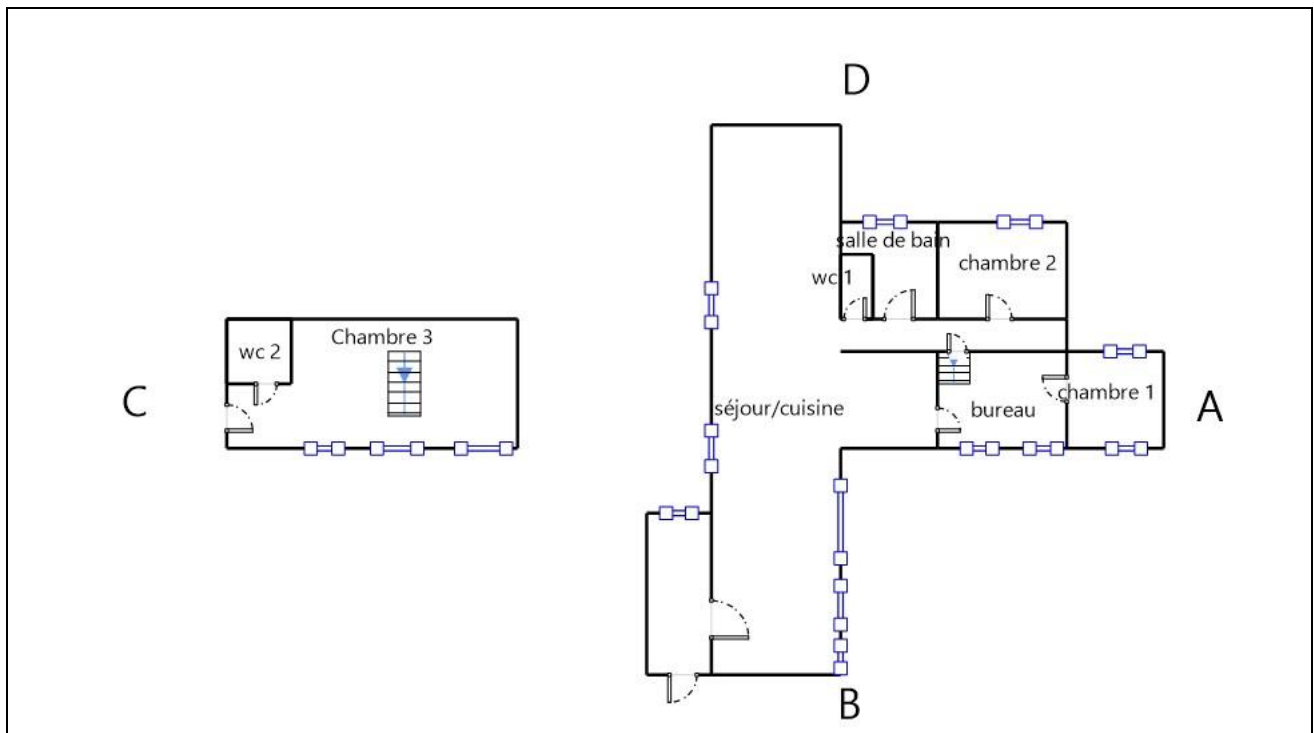 D
salle de bain
wc 1
chambre 2
Chambre 3
wc 2
C
séjour/cuisine
bureau
chambre 1
A
B